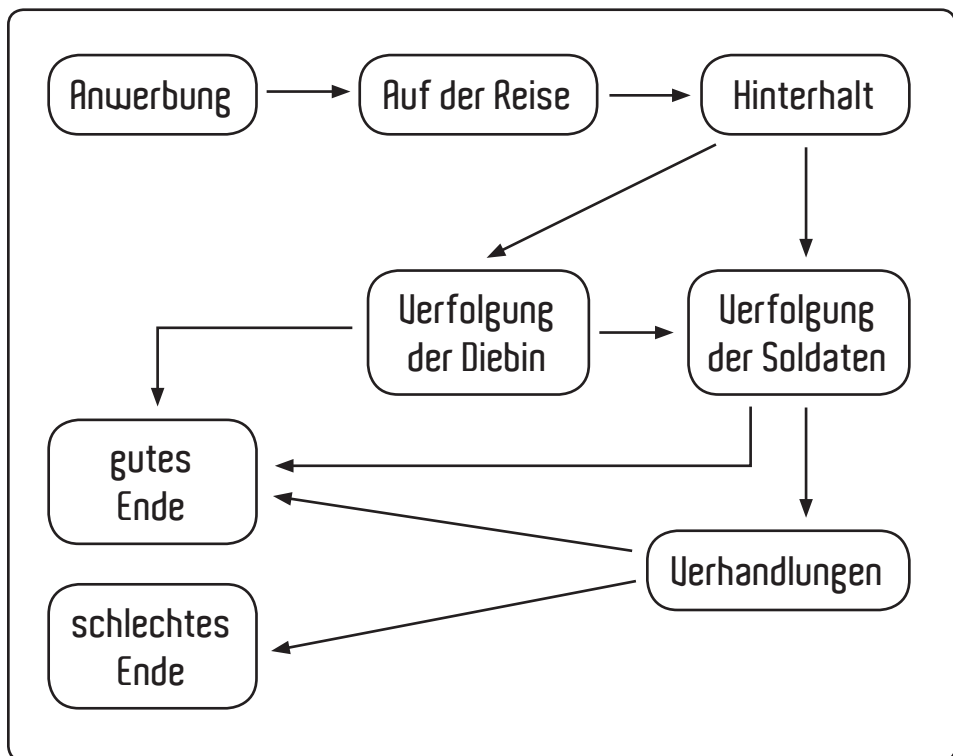 Anwerbung
Auf der Reise
Hinterhalt
Verfolgung
der Diebin
Verfolgung
der Soldaten
gutes
Ende
Verhandlungen
schlechtes
Ende